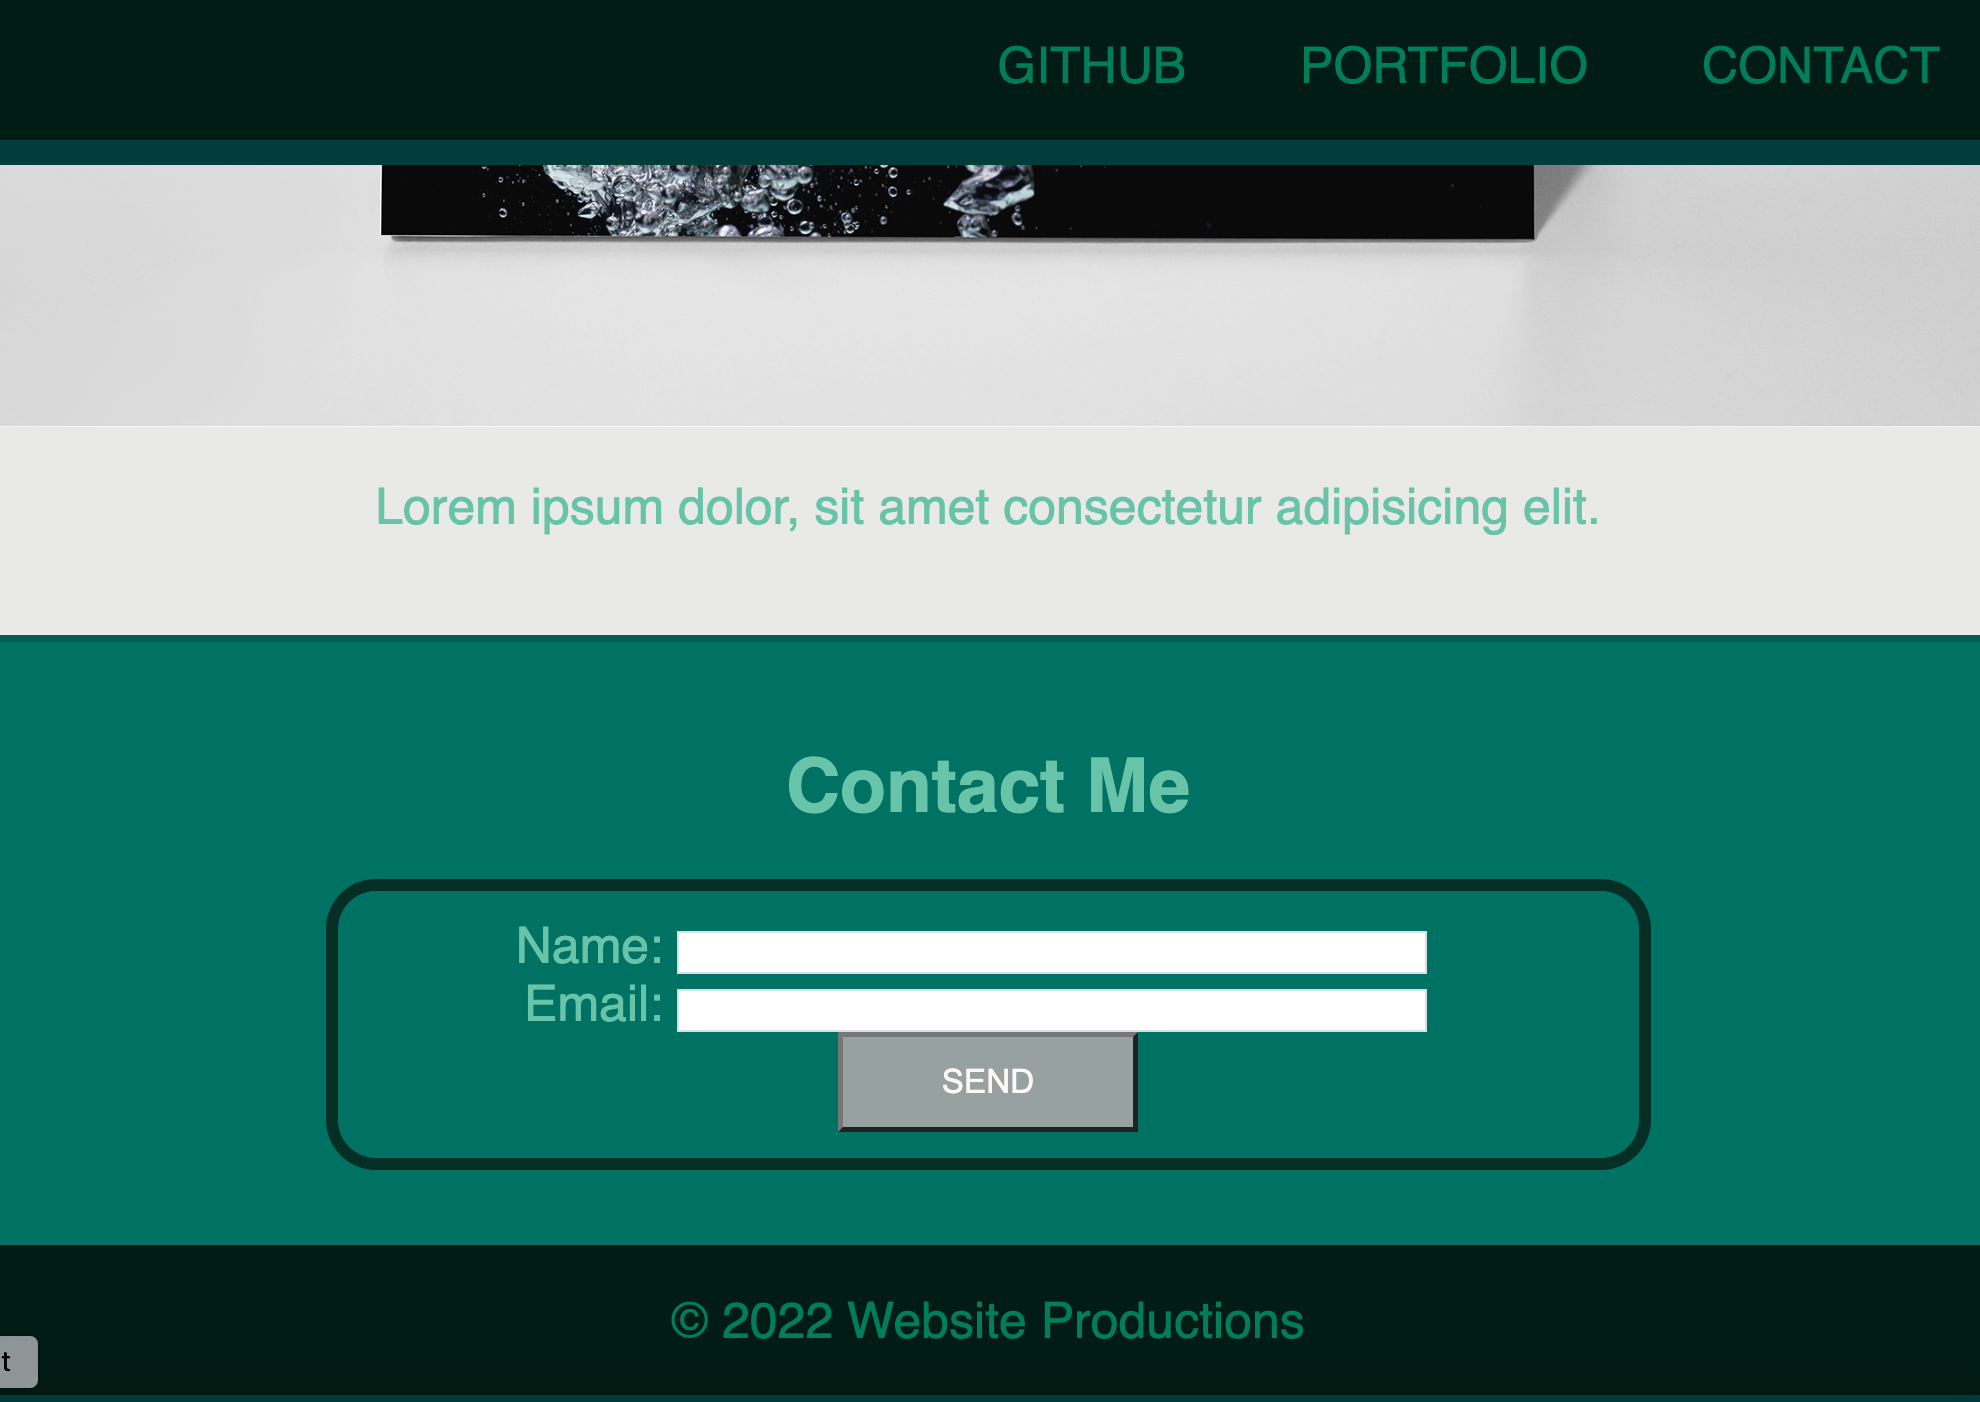 GITHUB PORTFOLIO CONTACT
Lorem ipsum dolor, sit amet consectetur adipisicing elit.
Contact Me
Name:
Email:
SEND
© 2022 Website Productions
t